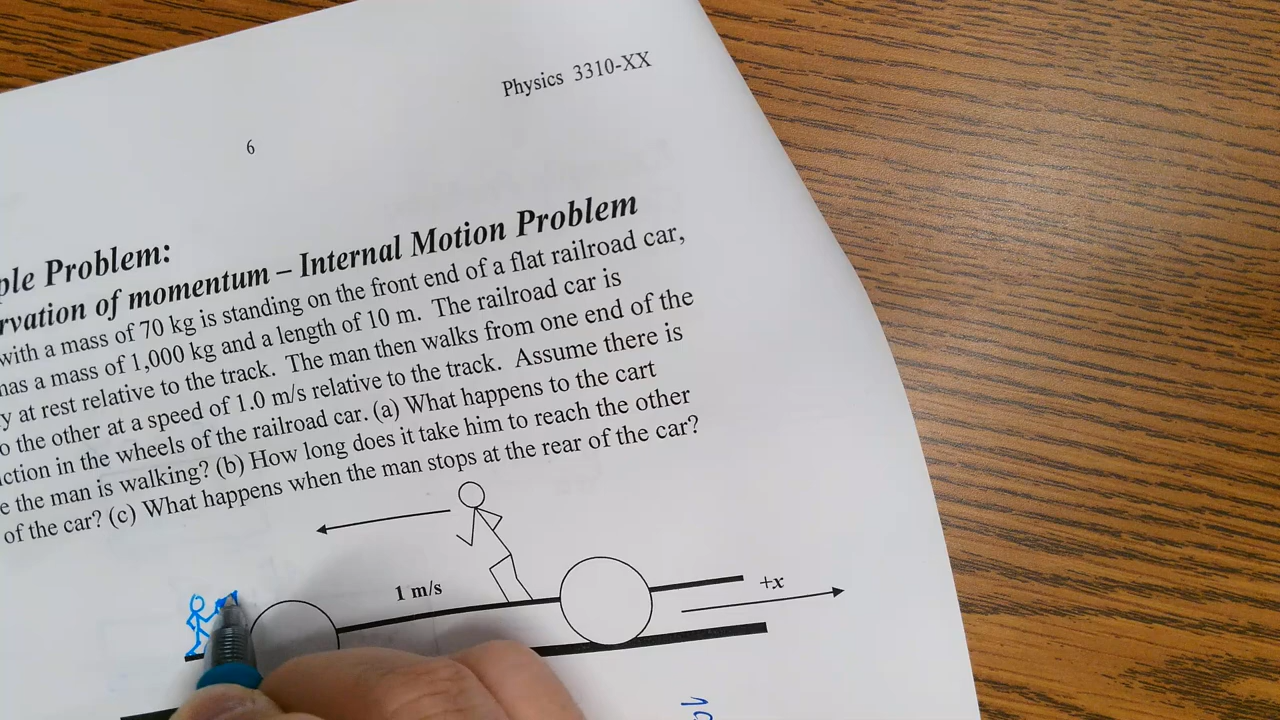 Physics 3310-XX
6
ple Problem:
rvation of momentum – Internal Motion Problem
with a mass of 70 kg is standing on the front end of a flat railroad car,
has a mass of 1,000 kg and a length of 10 m. The railroad car is
y at rest relative to the track. The man then walks from one end of the
o the other at a speed of 1.0 m/s relative to the track. Assume there is
ction in the wheels of the railroad car. (a) What happens to the cart
e the man is walking? (b) How long does it take him to reach the other
of the car? (c) What happens when the man stops at the rear of the car?
1 m/s
+x